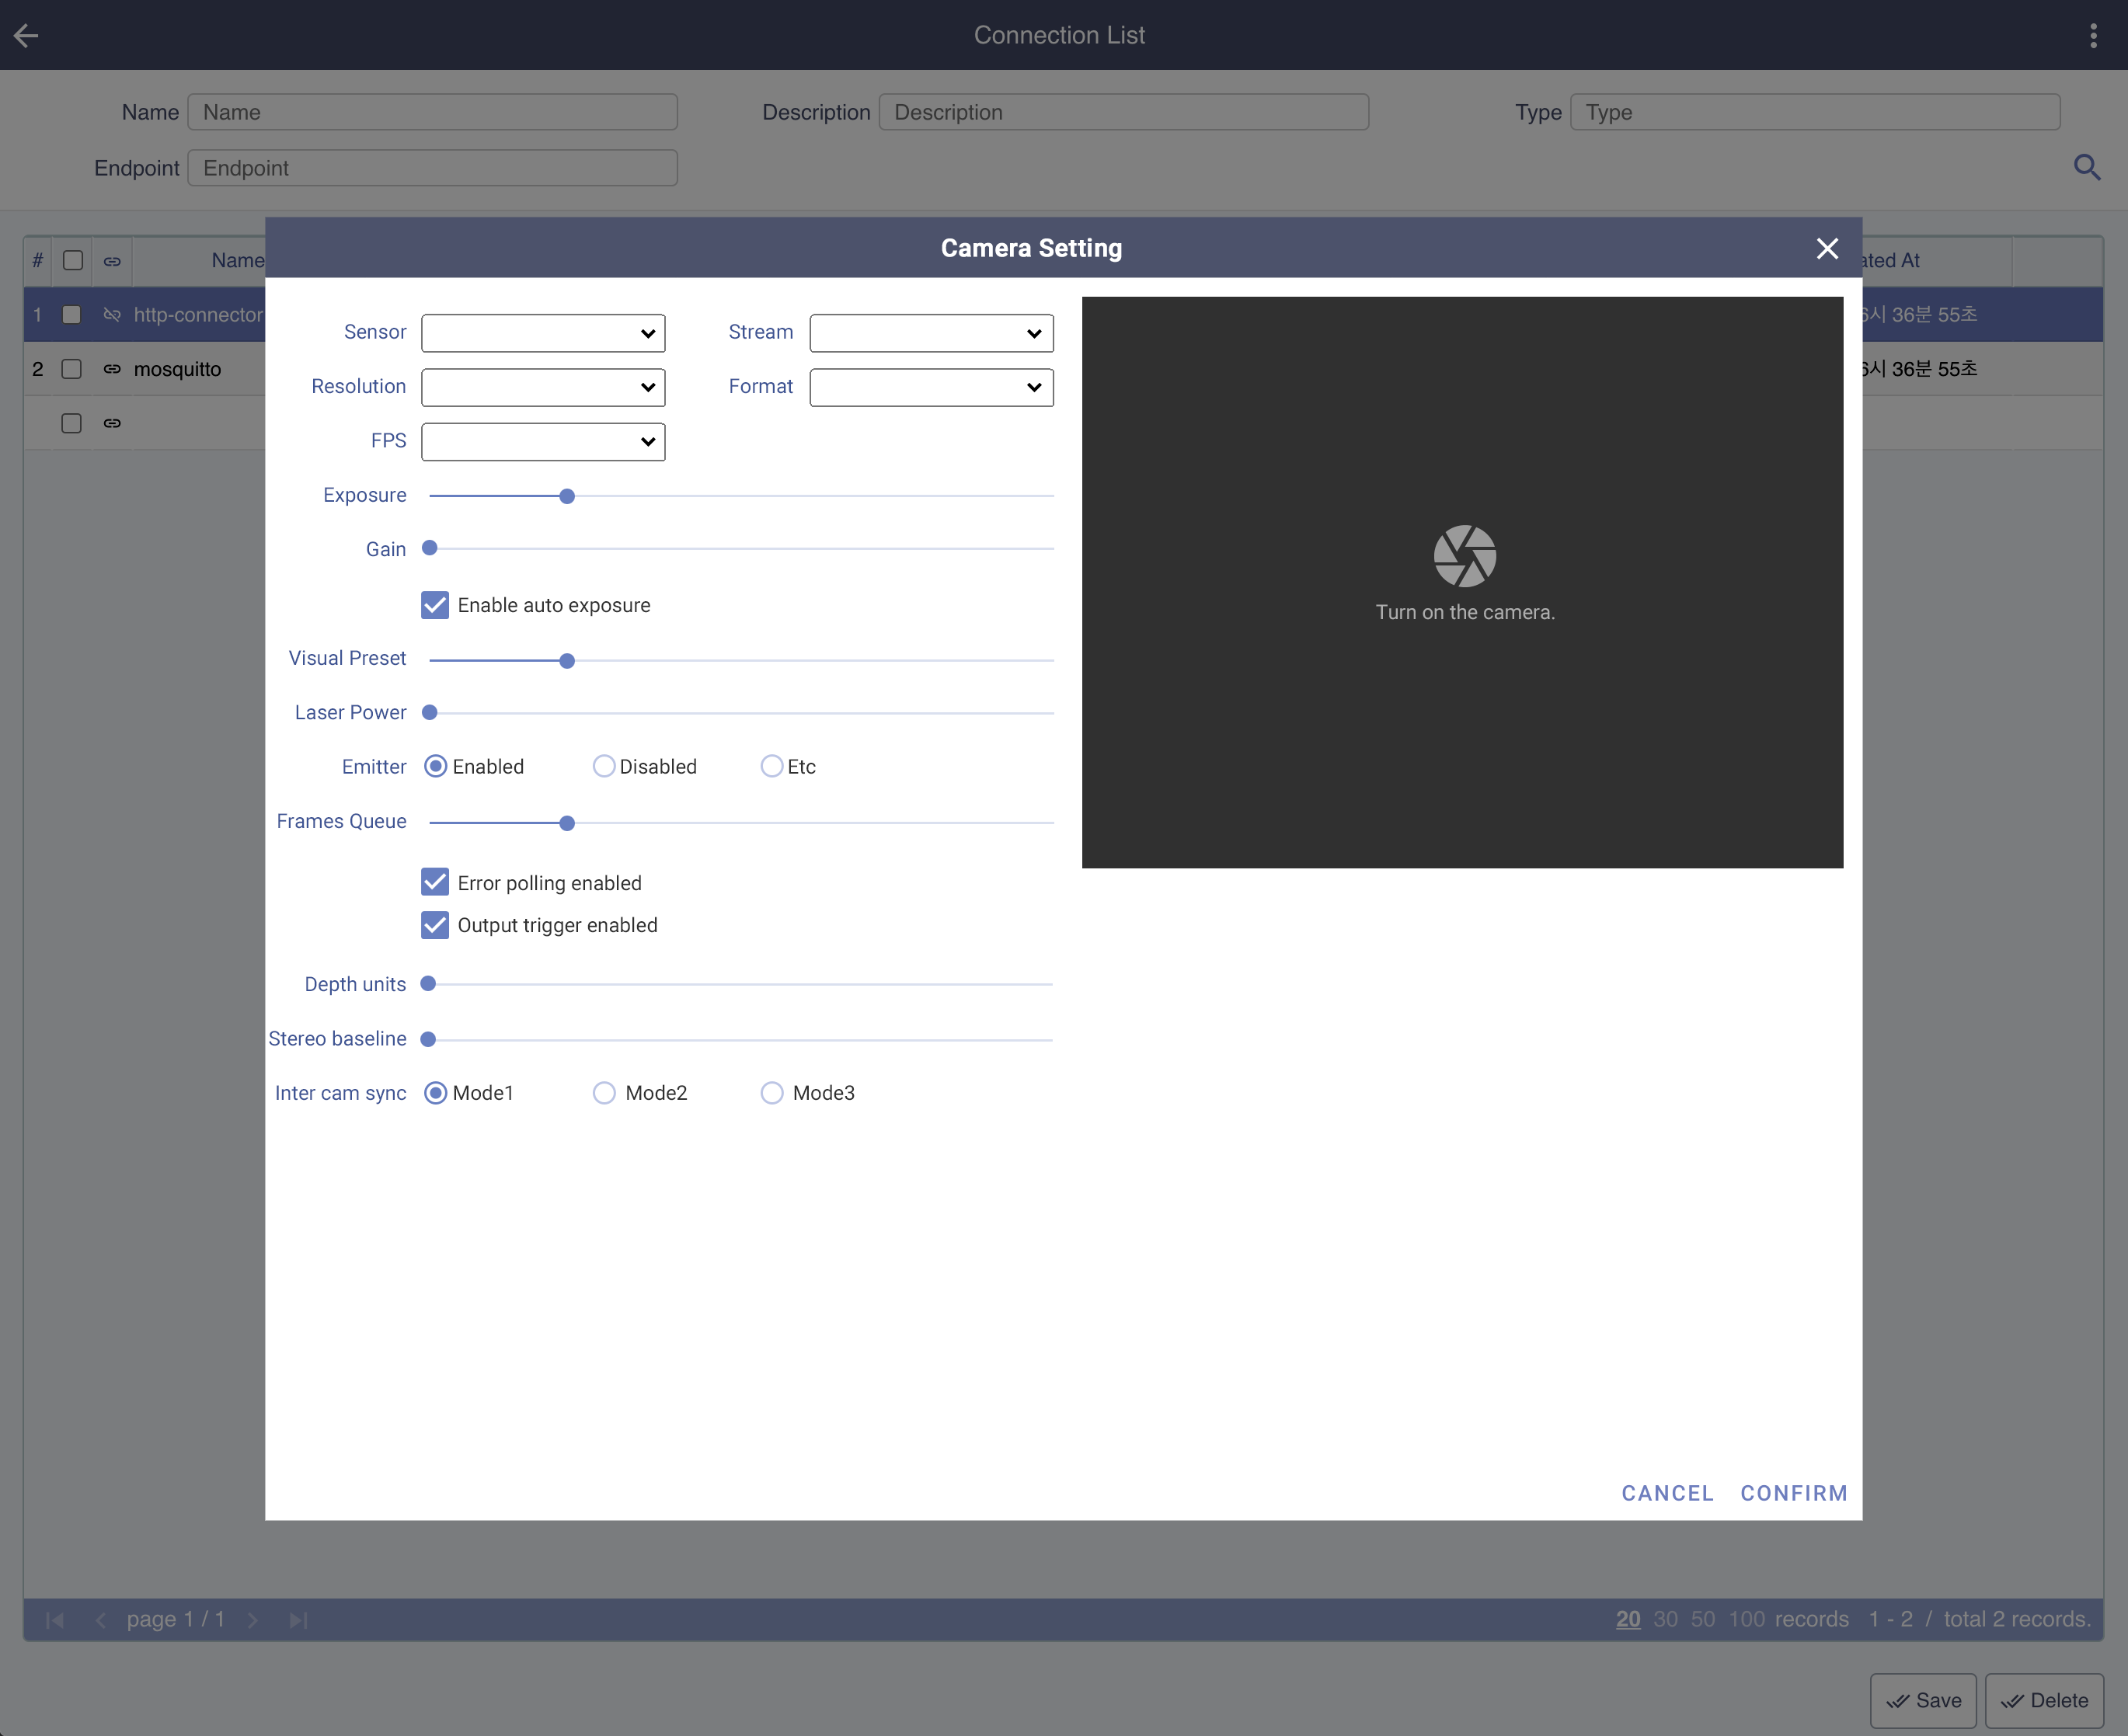 Connection List
Name Name Description Description Type Type
Endpoint Endpoint
Camera Setting
# Name ated At
1 http-connector 36분 55초
2 mosquitto 36분 55초
Sensor Stream
Resolution Format
FPS
Exposure
Gain
Enable auto exposure
Turn on the camera.
Visual Preset
Laser Power
Emitter Enabled Disabled Etc
Frames Queue
Error polling enabled
Output trigger enabled
Depth units
Stereo baseline
Inter cam sync Mode1 Mode2 Mode3
CANCEL CONFIRM
page 1 / 1 20 30 50 100 records 1 - 2 / total 2 records.
Save Delete